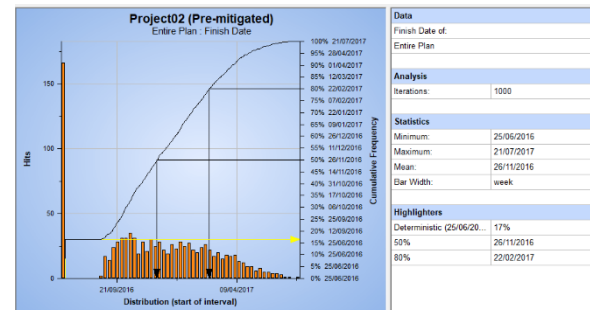 Project02 (Pre-mitigated)
Entire Plan : Finish Date
150
100
50
0
Hits
21/09/2016
09/04/2017
Distribution (start of interval)
100% 21/07/2017
95% 28/04/2017
90% 01/04/2017
85% 12/03/2017
80% 22/02/2017
75% 07/02/2017
70% 22/01/2017
65% 09/01/2017
60% 26/12/2016
55% 11/12/2016
50% 26/11/2016
45% 14/11/2016
40% 31/10/2016
35% 17/10/2016
30% 06/10/2016
25% 25/09/2016
20% 12/09/2016
15% 25/06/2016
10% 25/06/2016
5% 25/06/2016
0% 25/06/2016
Cumulative Frequency
Data
Finish Date of:
Entire Plan
Analysis
Iterations: 1000
Statistics
Minimum: 25/06/2016
Maximum: 21/07/2017
Mean: 26/11/2016
Bar Width: week
Highlighters
Deterministic (25/06/20... 17%
50% 26/11/2016
80% 22/02/2017